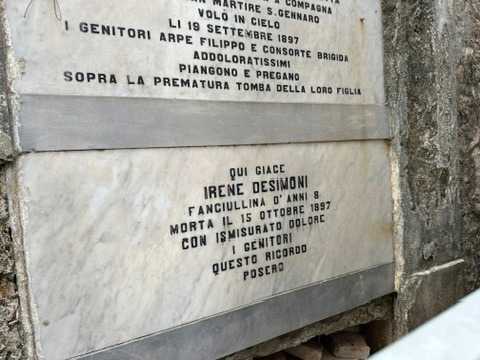 A COMPAGNA
MARTIRE S. GENNARO
VOLO IN CIELO
LI 19 SETTEMBRE 1897
I GENITORI ARPE FILIPPO E CONSORTE BRIGIDA
ADDOLORATISSIMI
PIANGONO E PREGANO
SOPRA LA PREMATURA TOMBA DELLA LORO FIGLIA
QUI GIACE
IRENE DESIMONI
FANCIULLINA D'ANNI 8
MORTA IL 15 OTTOBRE 1897
CON ISMISURATO DOLORE
I GENITORI
QUESTO RICORDO
POSERO